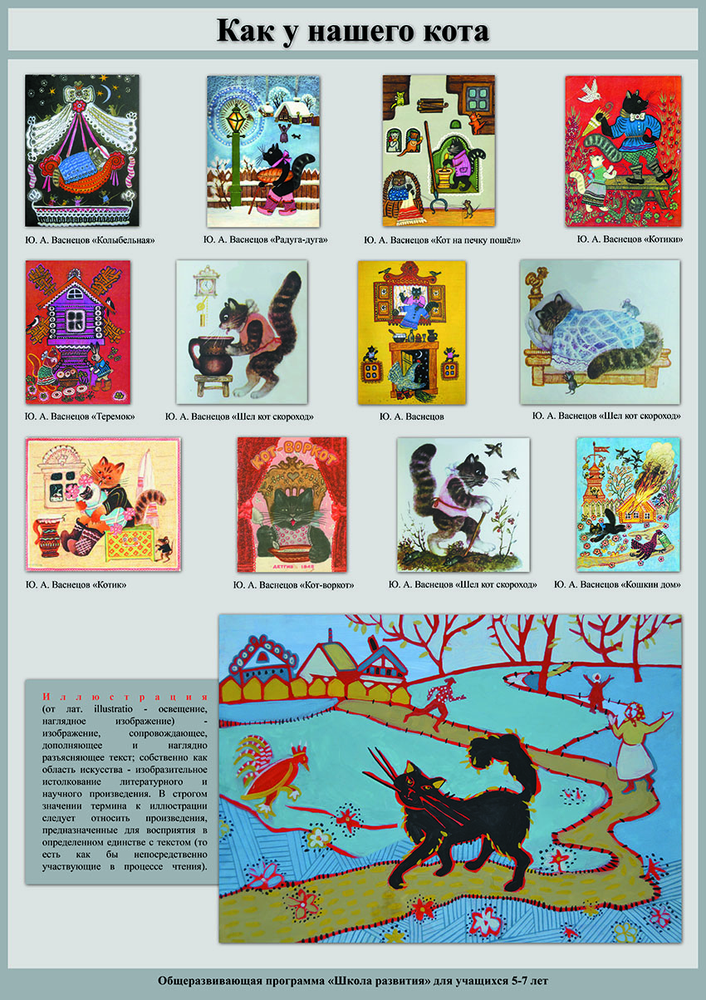 Как у нашего кота
Ю. А. Васнецов «Колыбельная»
Ю. А. Васнецов «Радуга-дуга»
Ю. А. Васнецов «Кот на печку пошёл»
Ю. А. Васнецов «Котики»
Ю. А. Васнецов «Теремок»
Ю. А. Васнецов «Шел кот скороход»
Ю. А. Васнецов
Ю. А. Васнецов «Шел кот скороход»
КОТ-ВОРКОТ
ДЕТГИЗ 1948
Ю. А. Васнецов «Котик»
Ю. А. Васнецов «Кот-воркот»
Ю. А. Васнецов «Шел кот скороход»
Ю. А. Васнецов «Кошкин дом»
Иллюстрация
(от лат. illustratio - освещение,
наглядное изображение) -
изображение, сопровождающее,
дополняющее и наглядно
разъясняющее текст; собственно как
область искусства - изобразительное
истолкование литературного и
научного произведения. В строгом
значении термина к иллюстрации
следует относить произведения,
предназначенные для восприятия в
определенном единстве с текстом (то
есть как бы непосредственно
участвующие в процессе чтения).
Общеразвивающая программа «Школа развития» для учащихся 5-7 лет